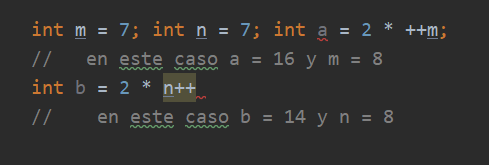 int m = 7; int n = 7; int a = 2 * ++m;
// en este caso a = 16 y m = 8
int b = 2 * n++
// en este caso b = 14 y n = 8